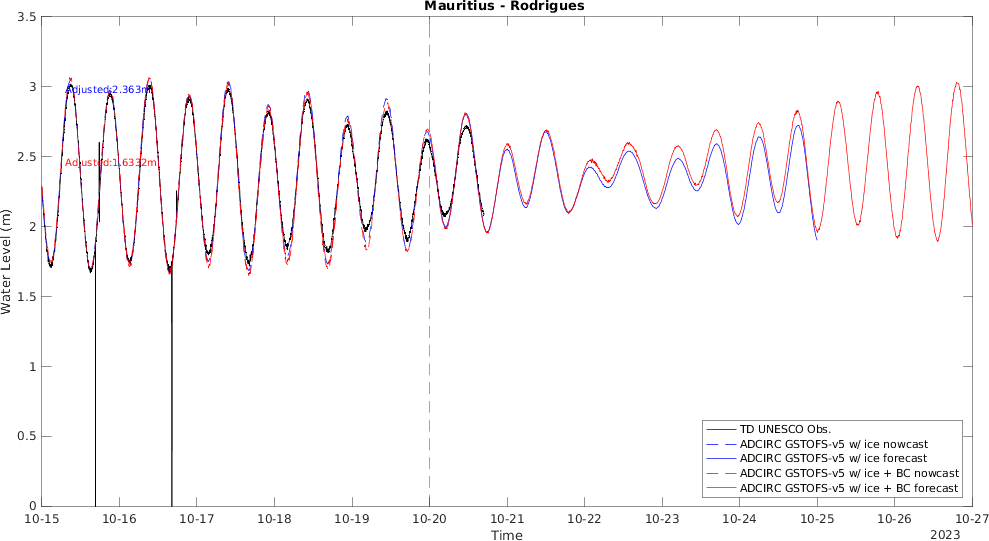 Mauritius - Rodrigues
3.5
3
2.5
2
1.5
1
0.5
0
Water Level (m)
Adjusted:2.363m
Adjusted:1.6332m
TD UNESCO Obs.
ADCIRC GSTOFS-v5 w/ ice nowcast
ADCIRC GSTOFS-v5 w/ ice forecast
ADCIRC GSTOFS-v5 w/ ice + BC nowcast
ADCIRC GSTOFS-v5 w/ ice + BC forecast
10-15 10-16 10-17 10-18 10-19 10-20 10-21 10-22 10-23 10-24 10-25 10-26 10-27
Time
2023